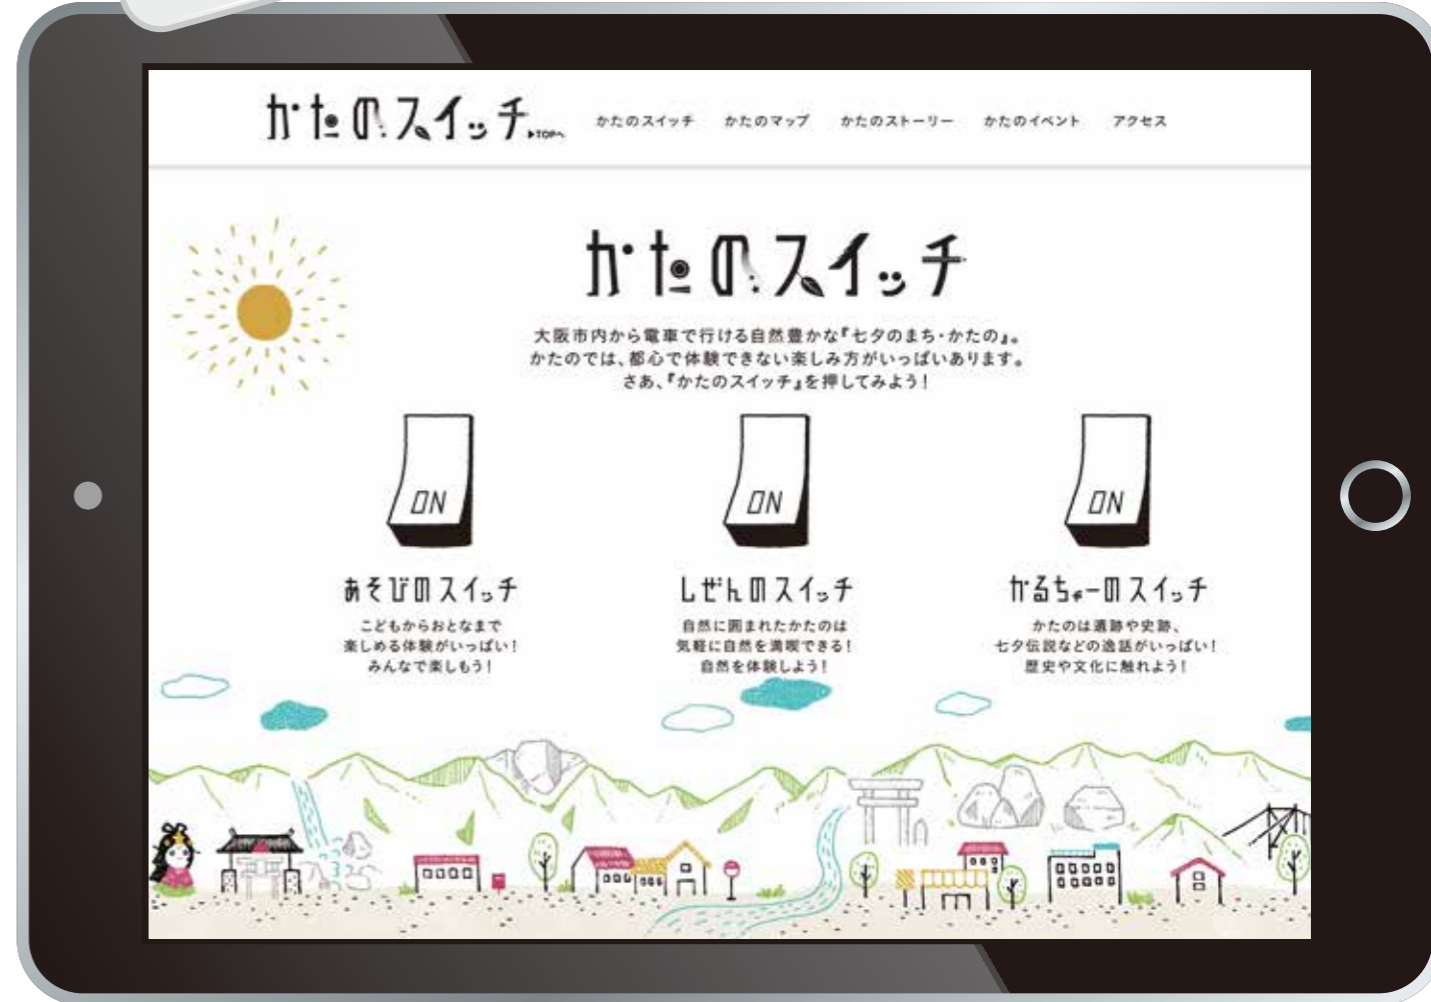 かたのスイッチ ▶TOPへ かたのスイッチ かたのマップ かたのストーリー かたのイベント アクセス
かたのスイッチ
大阪市内から電車で行ける自然豊かな『七夕のまち・かたの』。
かたのでは、都心で体験できない楽しみ方がいっぱいあります。
さあ、『かたのスイッチ』を押してみよう！
ON ON ON
あそびのスイッチ
こどもからおとなまで
楽しめる体験がいっぱい！
みんなで楽しもう！
しぜんのスイッチ
自然に囲まれたかたのは
気軽に自然を満喫できる！
自然を体験しよう！
かるちゃーのスイッチ
かたのは遺跡や史跡、
七夕伝説などの逸話がいっぱい！
歴史や文化に触れよう！